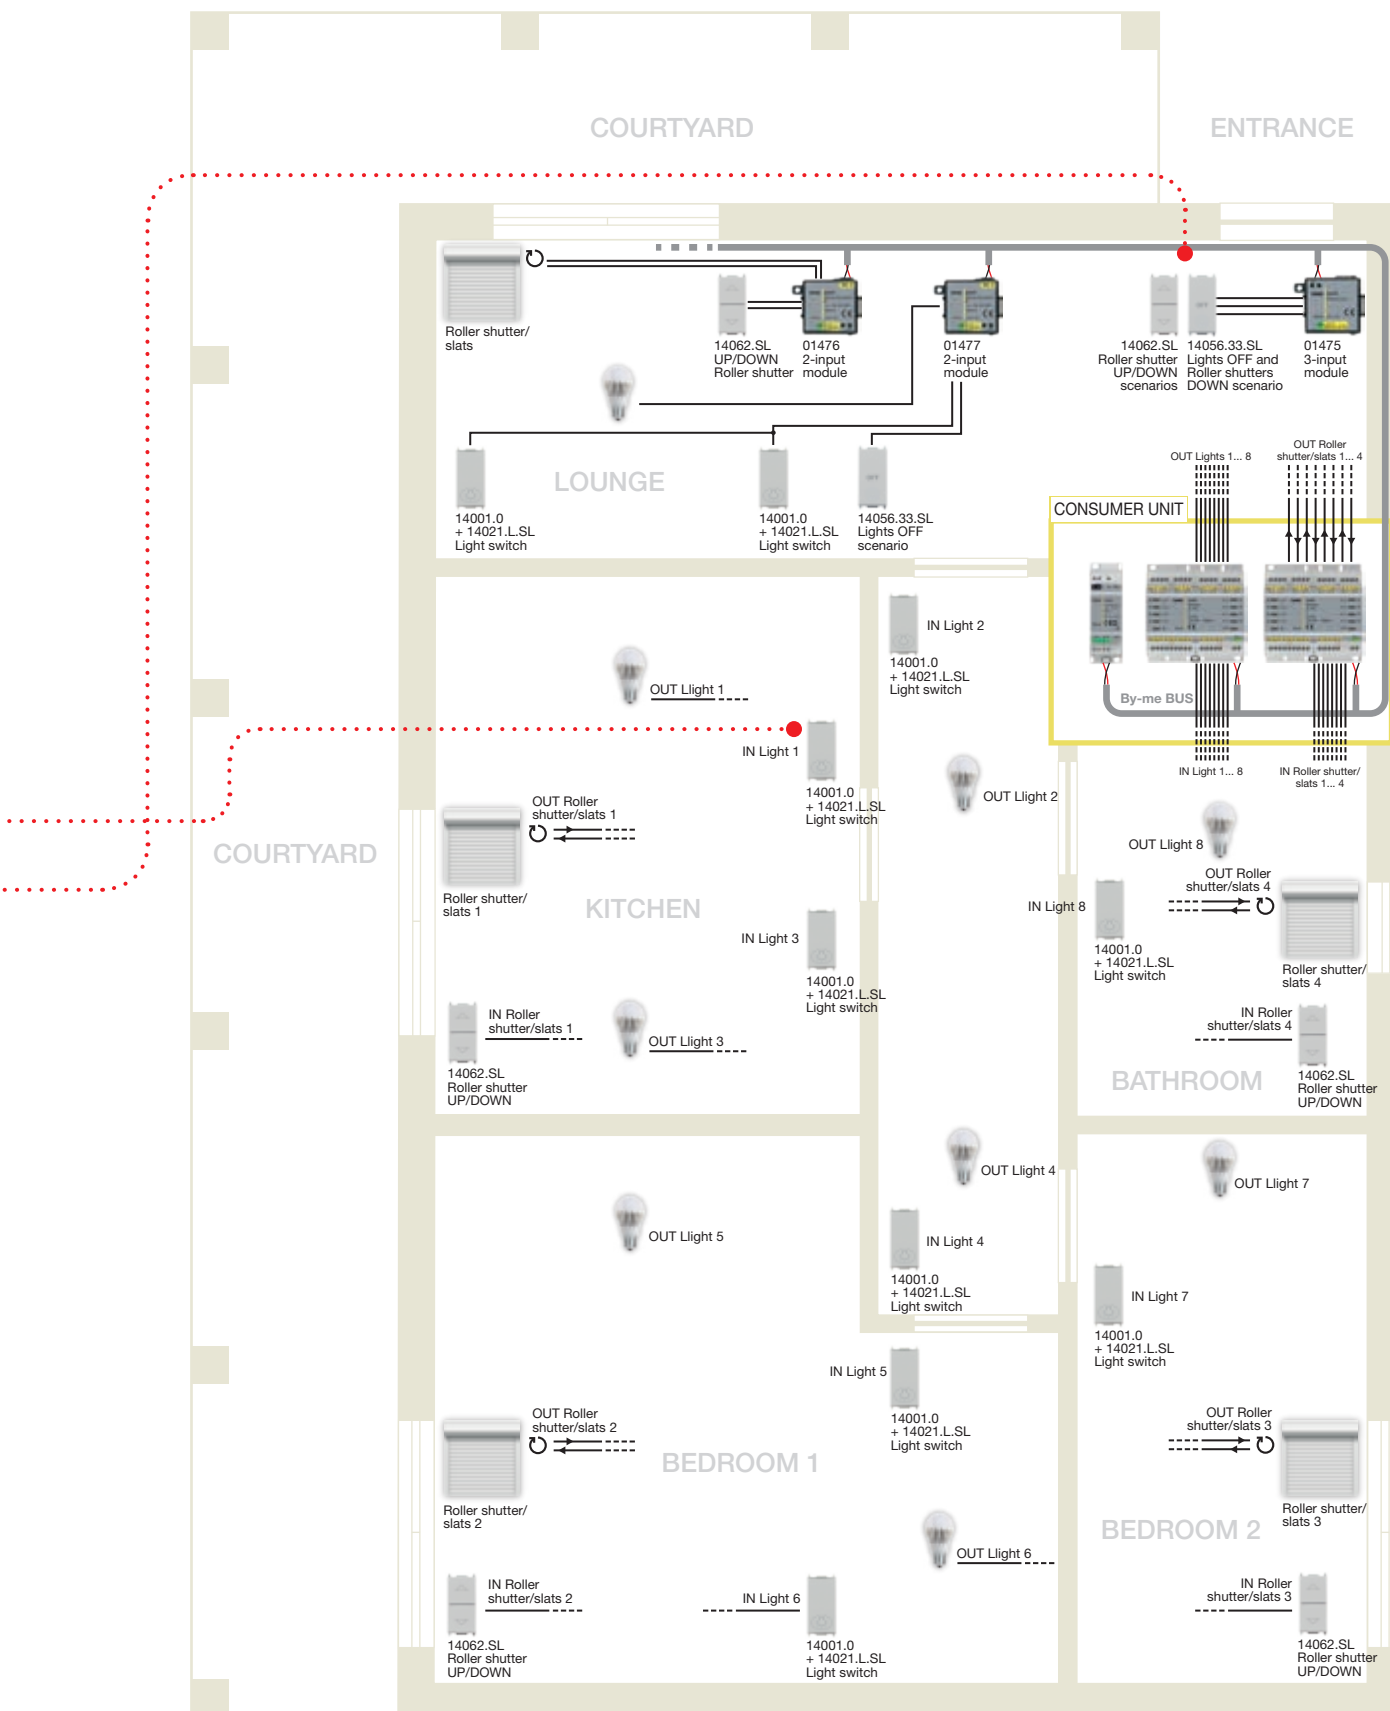 COURTYARD
ENTRANCE
Roller shutter/
slats
14062.SL
UP/DOWN
Roller shutter
01476
2-input
module
01477
2-input
module
14062.SL
Roller shutter
UP/DOWN
scenarios
14056.33.SL
Lights OFF and
Roller shutters
DOWN scenario
01475
3-input
module
LOUNGE
14001.0
+ 14021.L.SL
Light switch
14001.0
+ 14021.L.SL
Light switch
OFF
14056.33.SL
Lights OFF
scenario
OUT Lights 1... 8
OUT Roller
shutter/slats 1... 4
CONSUMER UNIT
By-me BUS
IN Light 1... 8
IN Roller shutter/
slats 1... 4
IN Light 2
14001.0
+ 14021.L.SL
Light switch
OUT Llight 1
IN Light 1
14001.0
+ 14021.L.SL
Light switch
OUT Llight 2
OUT Roller
shutter/slats 1
Roller shutter/
slats 1
COURTYARD
KITCHEN
IN Light 3
14001.0
+ 14021.L.SL
Light switch
OUT Llight 8
OUT Roller
shutter/slats 4
IN Light 8
14001.0
+ 14021.L.SL
Light switch
Roller shutter/
slats 4
IN Roller
shutter/slats 1
14062.SL
Roller shutter
UP/DOWN
OUT Llight 3
IN Roller
shutter/slats 4
BATHROOM
14062.SL
Roller shutter
UP/DOWN
OUT Llight 4
OUT Llight 7
OUT Llight 5
IN Light 4
14001.0
+ 14021.L.SL
Light switch
IN Light 7
14001.0
+ 14021.L.SL
Light switch
IN Light 5
14001.0
+ 14021.L.SL
Light switch
OUT Roller
shutter/slats 2
Roller shutter/
slats 2
BEDROOM 1
OUT Roller
shutter/slats 3
Roller shutter/
slats 3
BEDROOM 2
OUT Llight 6
IN Roller
shutter/slats 2
14062.SL
Roller shutter
UP/DOWN
IN Light 6
14001.0
+ 14021.L.SL
Light switch
IN Roller
shutter/slats 3
14062.SL
Roller shutter
UP/DOWN